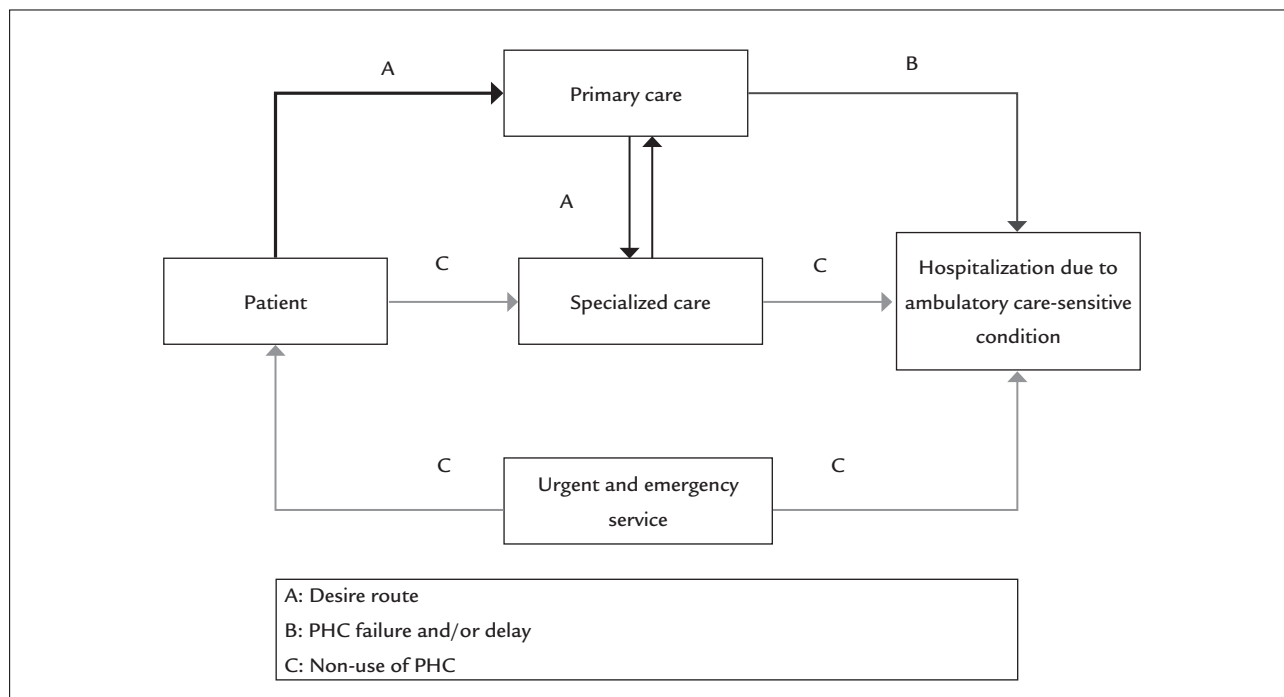 A
Primary care
B
A
C
C
Patient
Specialized care
Hospitalization due to
ambulatory care-sensitive
condition
C
C
Urgent and emergency
service
A: Desire route
B: PHC failure and/or delay
C: Non-use of PHC